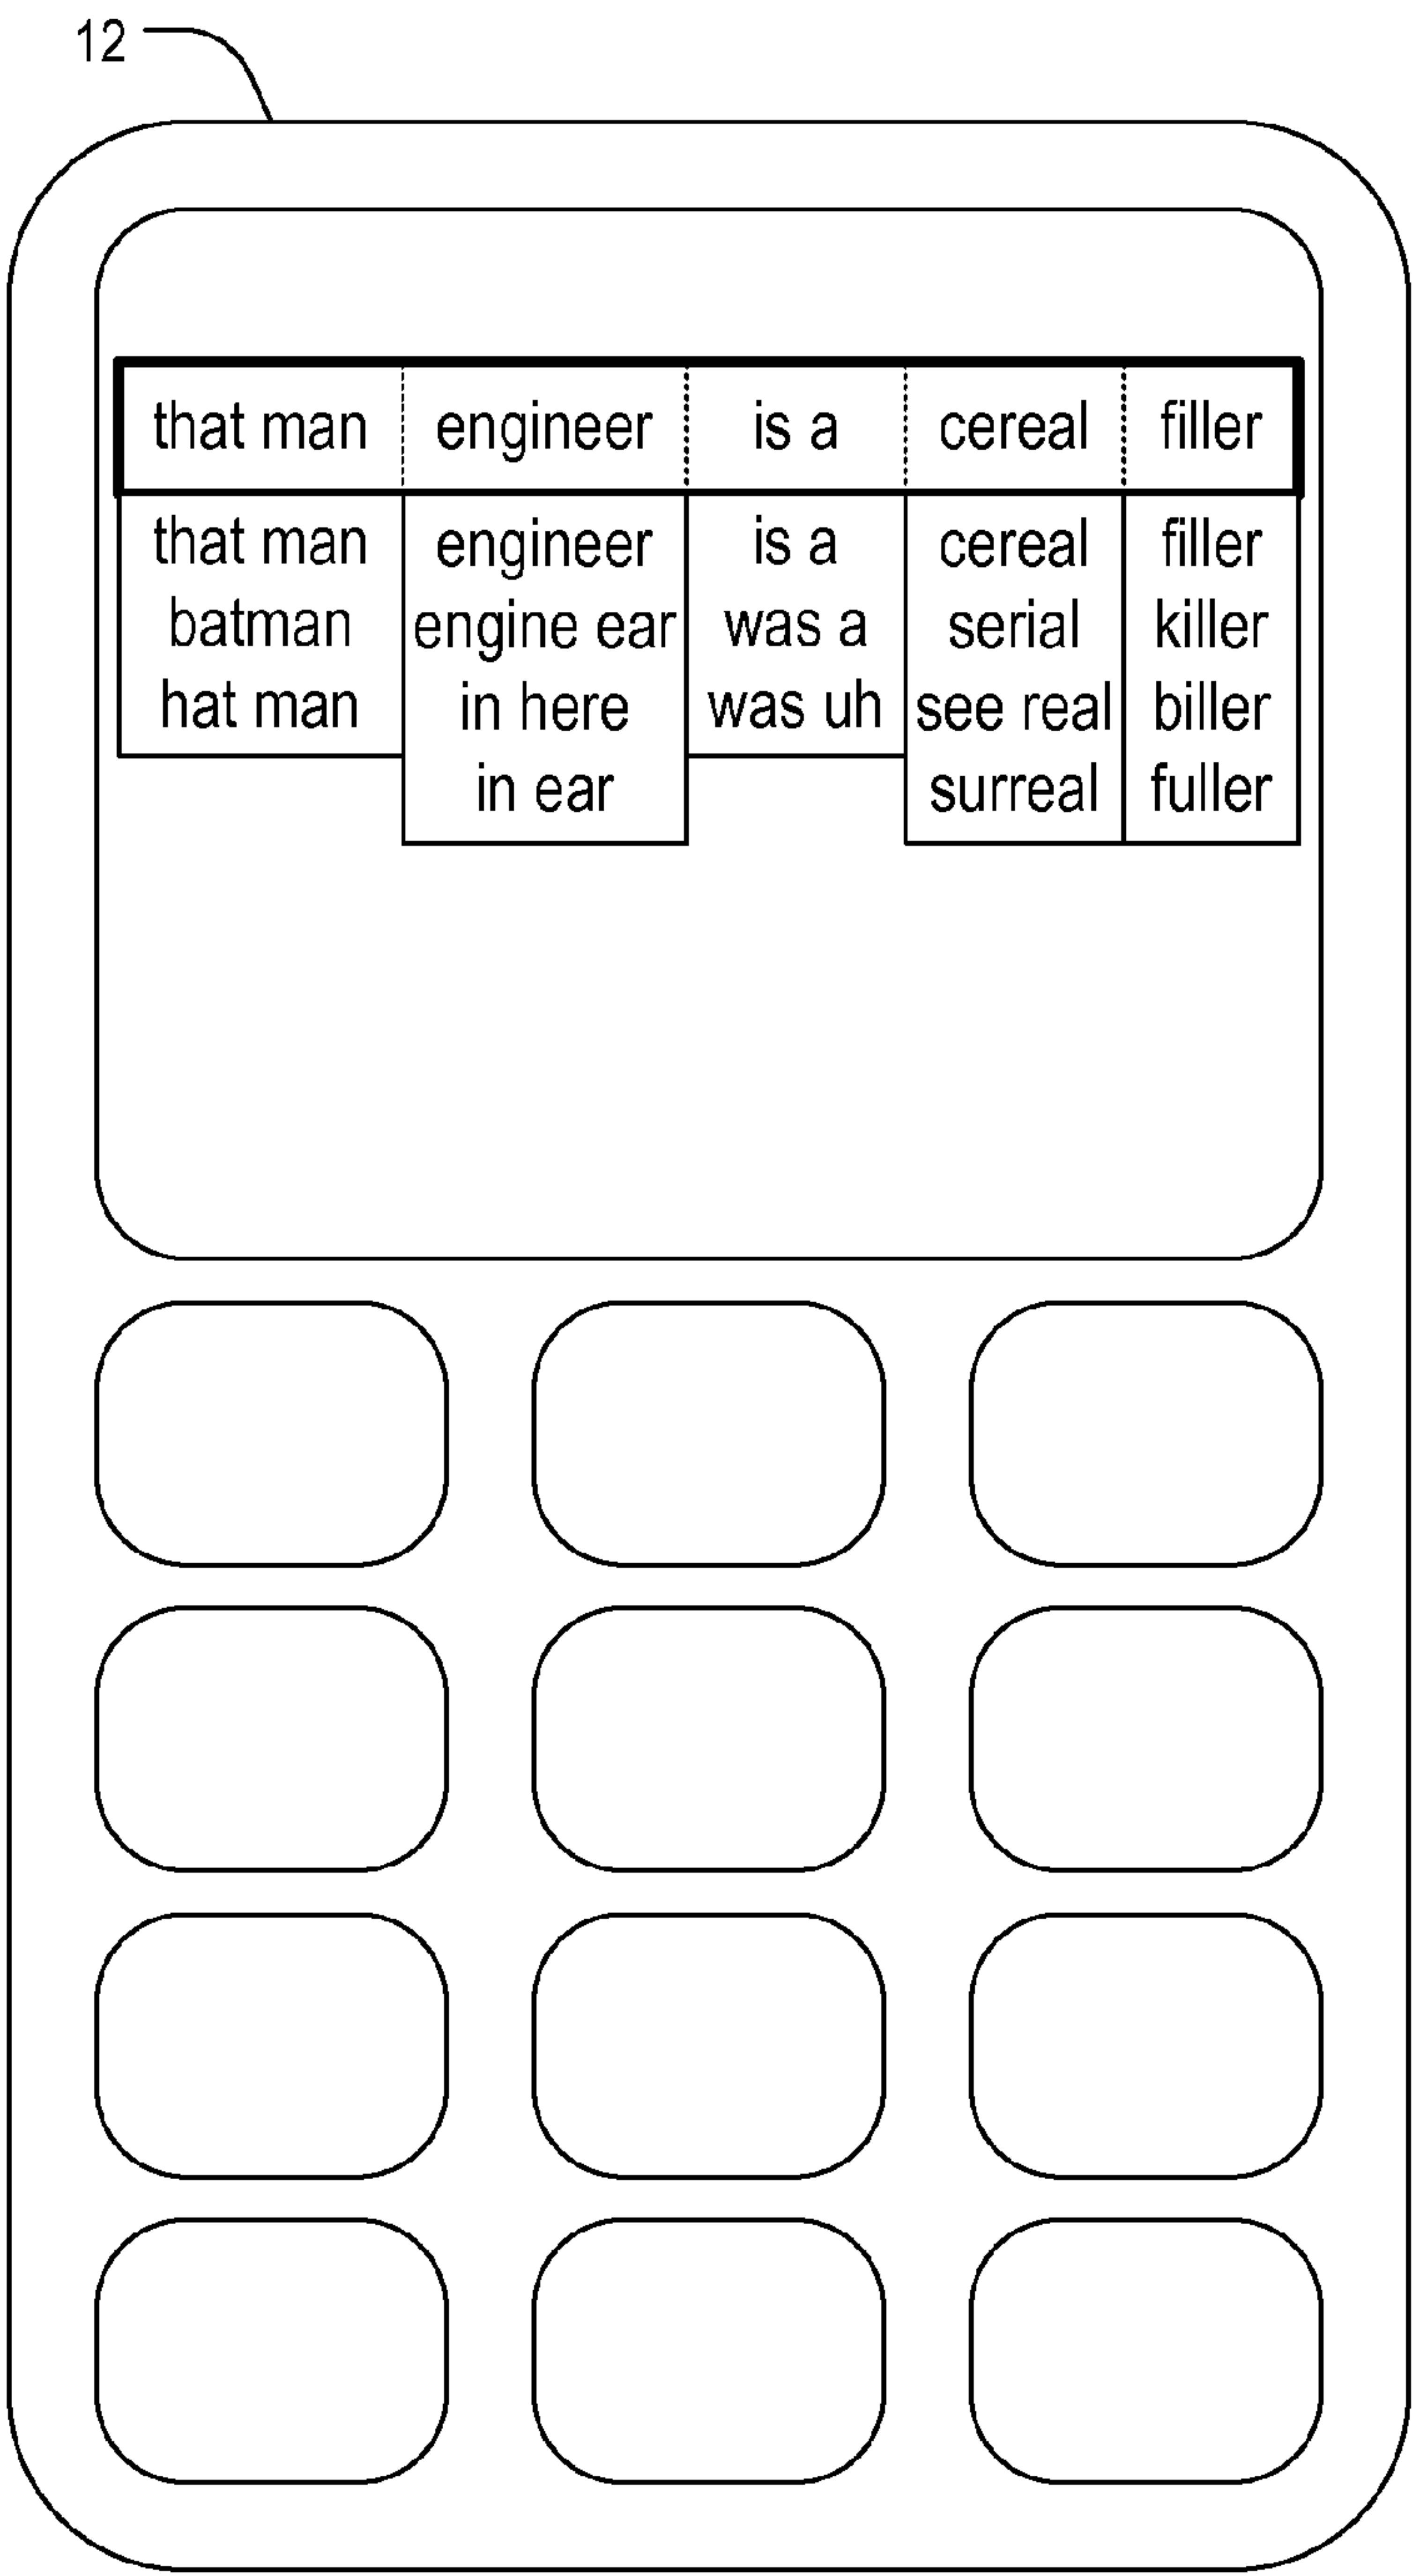 12
that man engineer is a cereal filler
that man engineer is a cereal filler
batman engine ear was a serial killer
hat man in here was uh see real biller
in ear surreal fuller